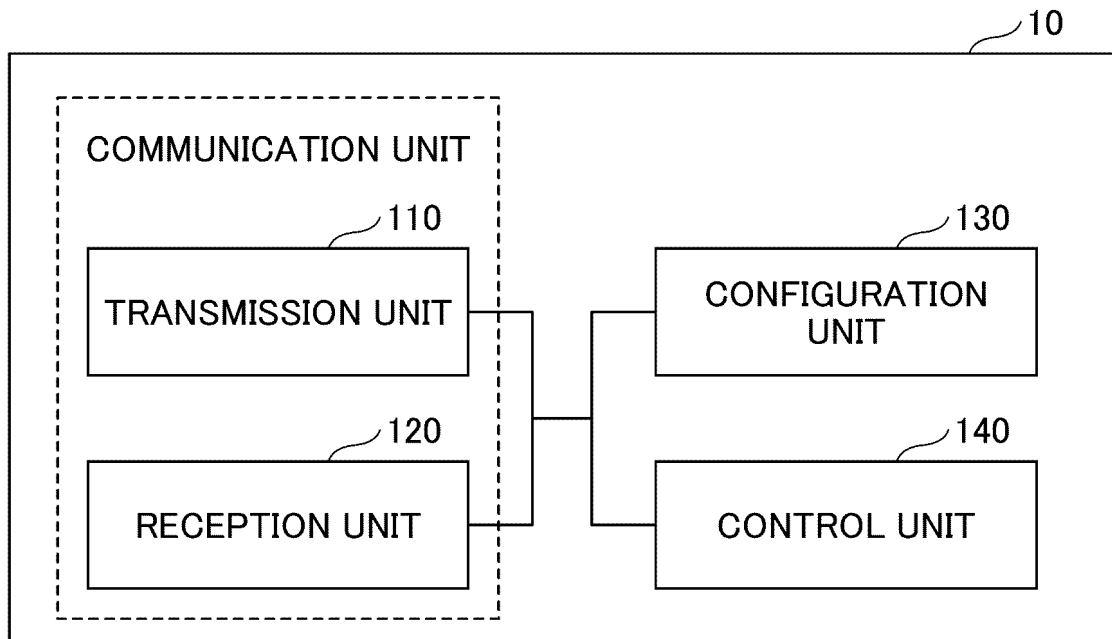 10
COMMUNICATION UNIT
110
TRANSMISSION UNIT
130
CONFIGURATION
UNIT
120
RECEPTION UNIT
140
CONTROL UNIT